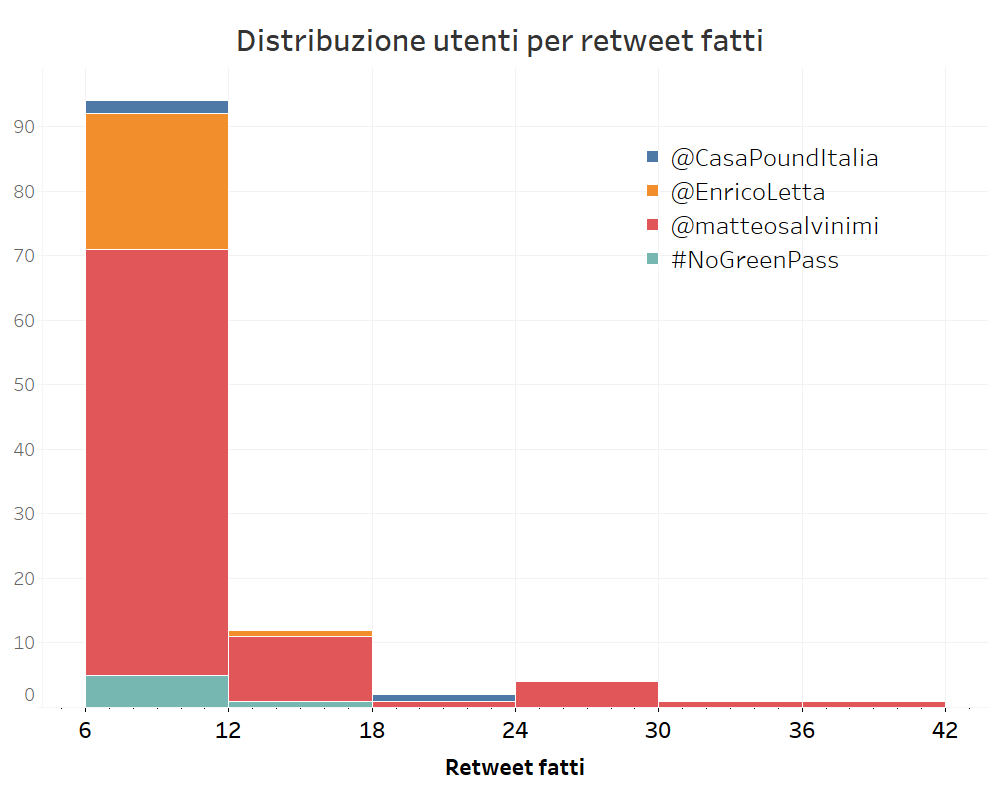 Distribuzione utenti per retweet fatti
@CasaPoundItalia
@EnricoLetta
@matteosalvinimi
#NoGreenPass
90
80
70
60
50
40
30
20
10
0
6 12 18 24 30 36 42
Retweet fatti